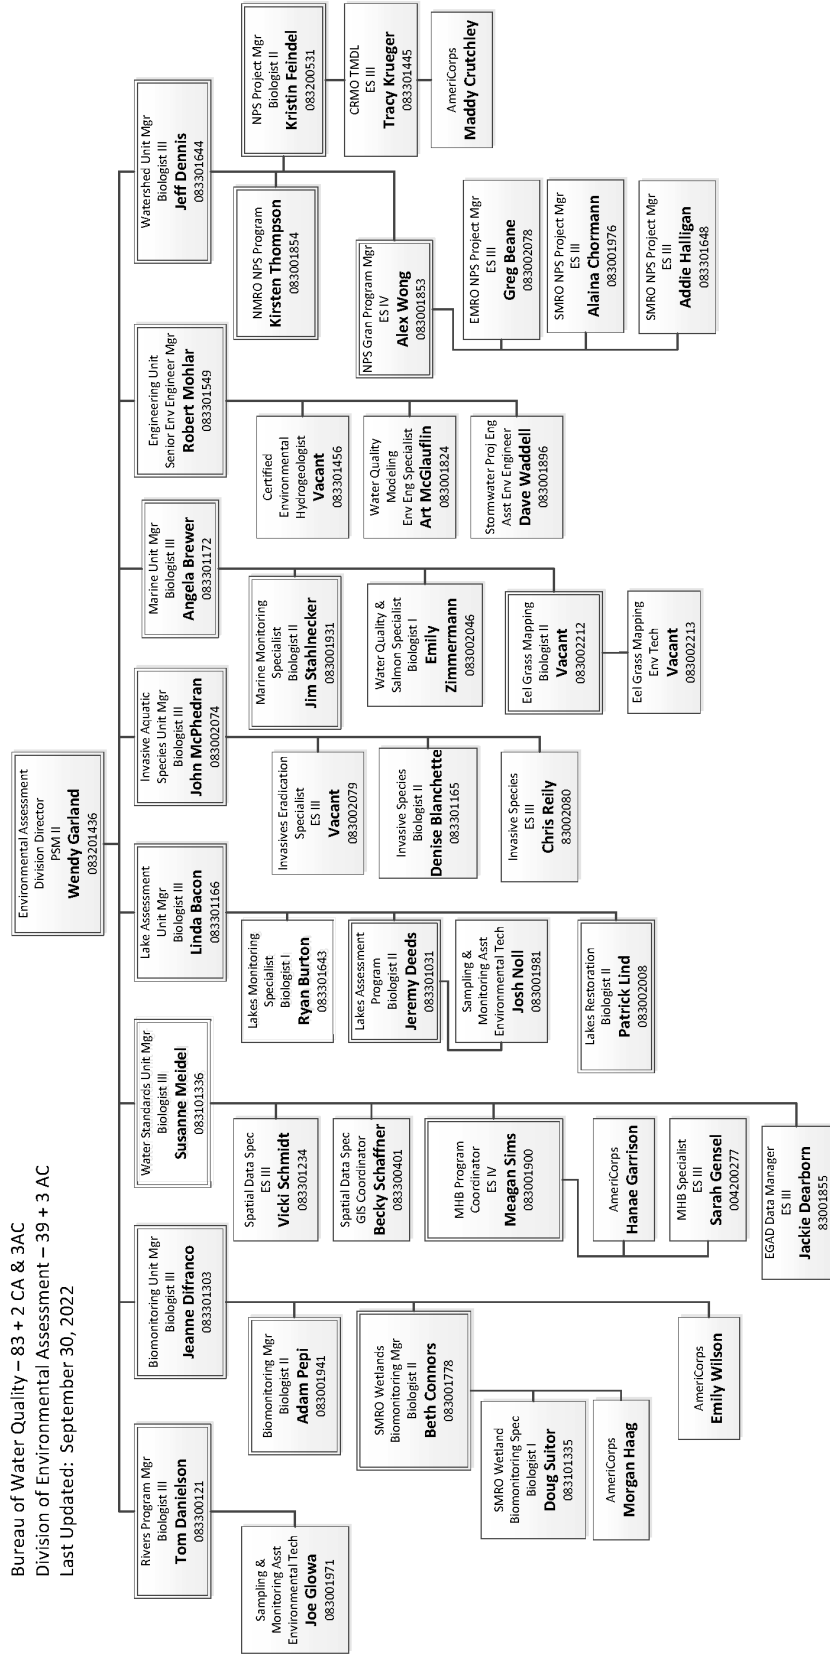 Bureau of Water Quality – 83 + 2 CA & 3AC
Division of Environmental Assessment – 39 + 3 AC
Last Updated: September 30, 2022
Environmental Assessment
Division Director
PSM II
Wendy Garland
083201436
Rivers Program Mgr
Biologist III
Tom Danielson
083300121
Sampling &
Monitoring Asst
Environmental Tech
Joe Glowa
083001971
Biomonitoring Unit Mgr
Biologist III
Jeanne Difranco
083301303
Biomonitoring Mgr
Biologist II
Adam Pepi
083001941
SMRO Wetlands
Biomonitoring Mgr
Biologist II
Beth Connors
083001778
SMRO Wetland
Biomonitoring Spec
Biologist I
Doug Suitor
083101335
AmeriCorps
Morgan Haag
AmeriCorps
Emily Wilson
Water Standards Unit Mgr
Biologist III
Susanne Meidel
083101336
Spatial Data Spec
ES III
Vicki Schmidt
083301234
Spatial Data Spec
GIS Coordinator
Becky Schaffner
083300401
MHB Program
Coordinator
ES IV
Meagan Sims
083001900
AmeriCorps
Hanae Garrison
MHB Specialist
ES III
Sarah Gensel
004200277
EGAD Data Manager
ES III
Jackie Dearborn
83001855
Lake Assessment
Unit Mgr
Biologist III
Linda Bacon
083301166
Lakes Monitoring
Specialist
Biologist I
Ryan Burton
083301643
Lakes Assessment
Program
Biologist II
Jeremy Deeds
083301031
Sampling &
Monitoring Asst
Environmental Tech
Josh Noll
083001981
Lakes Restoration
Biologist II
Patrick Lind
083002008
Invasive Aquatic
Species Unit Mgr
Biologist III
John McPhedran
083002074
Invasives Eradication
Specialist
ES III
Vacant
083002079
Invasive Species
Biologist II
Denise Blanchette
083301165
Invasive Species
ES III
Chris Reily
83002080
Marine Unit Mgr
Biologist III
Angela Brewer
083301172
Marine Monitoring
Specialist
Biologist II
Jim Stahlnecker
083001931
Water Quality &
Salmon Specialist
Biologist I
Emily
Zimmermann
083002046
Eel Grass Mapping
Biologist II
Vacant
083002212
Eel Grass Mapping
Env Tech
Vacant
083002213
Engineering Unit
Senior Env Engineer Mgr
Robert Mohlar
083301549
Certified
Environmental
Hydrogeologist
Vacant
083301456
Water Quality
Modeling
Env Eng Specialist
Art McGlauflin
083001824
Stormwater Proj Eng
Asst Env Engineer
Dave Waddell
083001896
Watershed Unit Mgr
Biologist III
Jeff Dennis
083301644
NMRO NPS Program
Kirsten Thompson
083001854
NPS Project Mgr
Biologist II
Kristin Feindel
083200531
CRMO TMDL
ES III
Tracy Krueger
083301445
AmeriCorps
Maddy Crutchley
NPS Gran Program Mgr
ES IV
Alex Wong
083001853
EMRO NPS Project Mgr
ES III
Greg Beane
083002078
SMRO NPS Project Mgr
ES III
Alaina Chormann
083001976
SMRO NPS Project Mgr
ES III
Addie Halligan
083301648